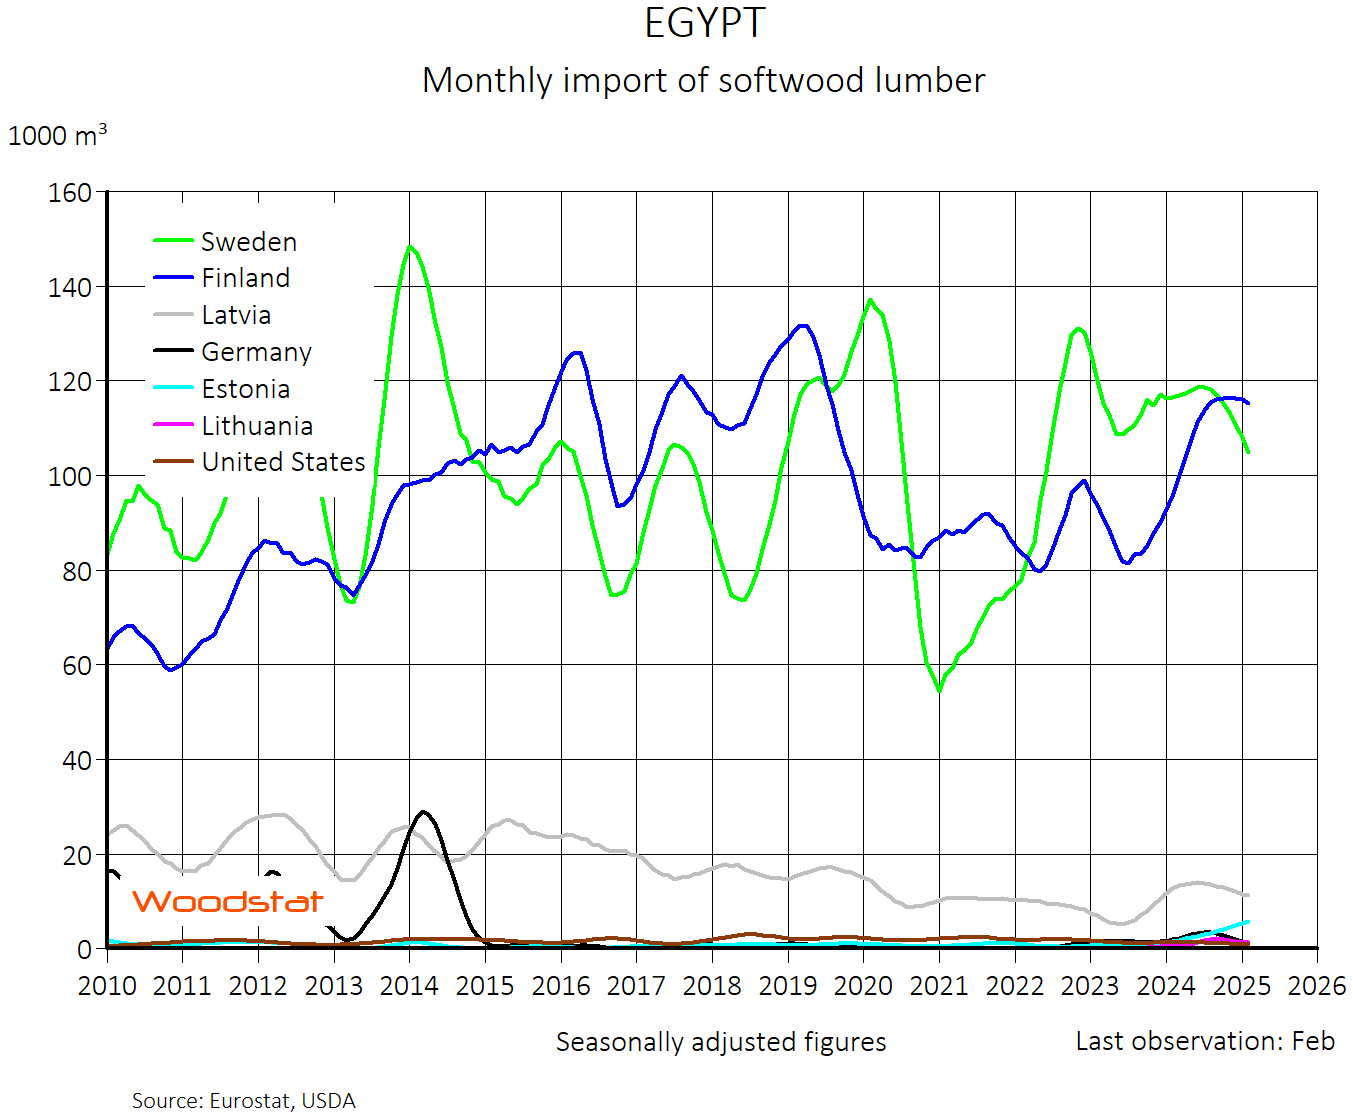 EGYPT
Monthly import of softwood lumber
1000 m³
160
140
120
100
80
60
40
20
0
Sweden
Finland
Latvia
Germany
Estonia
Lithuania
United States
Woodstat
2010 2011 2012 2013 2014 2015 2016 2017 2018 2019 2020 2021 2022 2023 2024 2025 2026
Seasonally adjusted figures
Last observation: Feb
Source: Eurostat, USDA